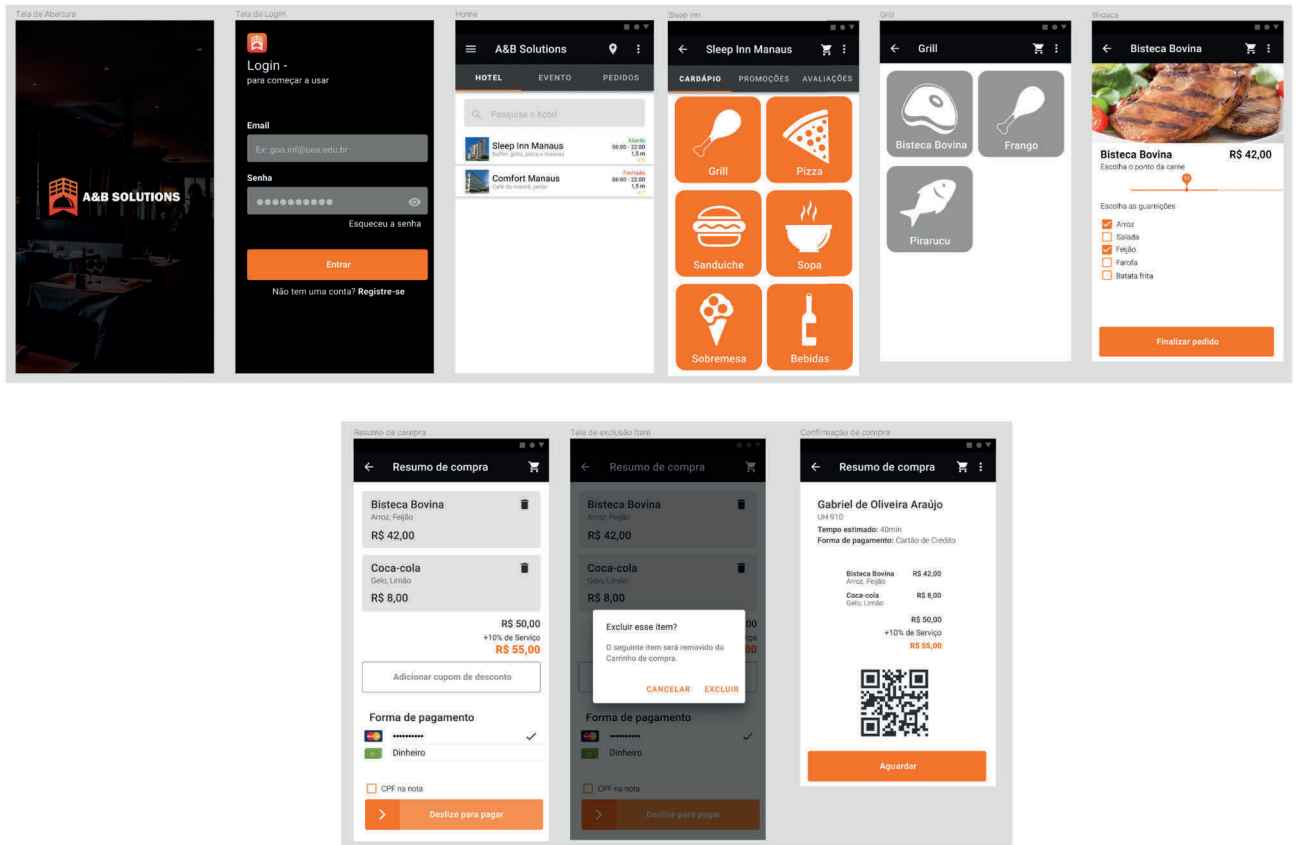 Tela de Abertura
A&B SOLUTIONS
Tela de Login
Login -
para começar a usar
Email
Ex: goa.inf@uea.edu.br
Senha
Esqueceu a senha
Entrar
Não tem uma conta? Registre-se
Home
A&B Solutions
HOTEL EVENTO PEDIDOS
Pesquise o hotel
Sleep Inn Manaus
Buffet, grels, pizza e massas
Aberto
06:00 - 22:00
1,5 m
4,9
Comfort Manaus
Café da manhã, jantar
Fechado
06:00 - 22:00
1,5 m
4,7
Sleep Inn
Sleep Inn Manaus
CARDÁPIO PROMOÇÕES AVALIAÇÕES
Grill
Pizza
Sanduiche
Sopa
Sobremesa
Bebidas
Grill
Grill
Bisteca Bovina
Frango
Pirarucu
Bisteca
Bisteca Bovina
Bisteca Bovina R$ 42,00
Escolha o ponto da carne
Escolha as guarnições
Arroz
Salada
Feijão
Farofa
Batata frita
Finalizar pedido
Resumo de compra
Resumo de compra
Bisteca Bovina
Arroz, Feijão
R$ 42,00
Coca-cola
Gelo, Limão
R$ 8,00
R$ 50,00
+10% de Serviço
R$ 55,00
Adicionar cupom de desconto
Forma de pagamento
Dinheiro
CPF na nota
Deslize para pagar
Tela de exclusão ítem
Resumo de compra
Bisteca Bovina
Arroz, Feijão
R$ 42,00
Coca-cola
Gelo, Limão
R$ 8,00
Excluir esse ítem?
O seguinte ítem será removido do
Carrinho de compra.
CANCELAR EXCLUIR
Forma de pagamento
Dinheiro
CPF na nota
Deslize para pagar
Confirmação de compra
Resumo de compra
Gabriel de Oliveira Araújo
UH 910
Tempo estimado: 40min
Forma de pagamento: Cartão de Crédito
Bisteca Bovina R$ 42,00
Arroz, Feijão
Coca-cola R$ 8,00
Gelo, Limão
R$ 50,00
+10% de Serviço
R$ 55,00
Aguardar